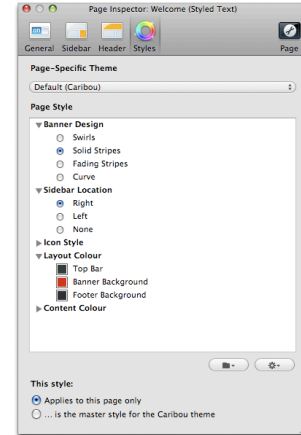 Page Inspector: Welcome (Styled Text)
General Sidebar Header Styles Page
Page-Specific Theme
Default (Caribou)
Page Style
Banner Design
Swirls
Solid Stripes
Fading Stripes
Curve
Sidebar Location
Right
Left
None
Icon Style
Layout Colour
Top Bar
Banner Background
Footer Background
Content Colour
This style:
Applies to this page only
... is the master style for the Caribou theme